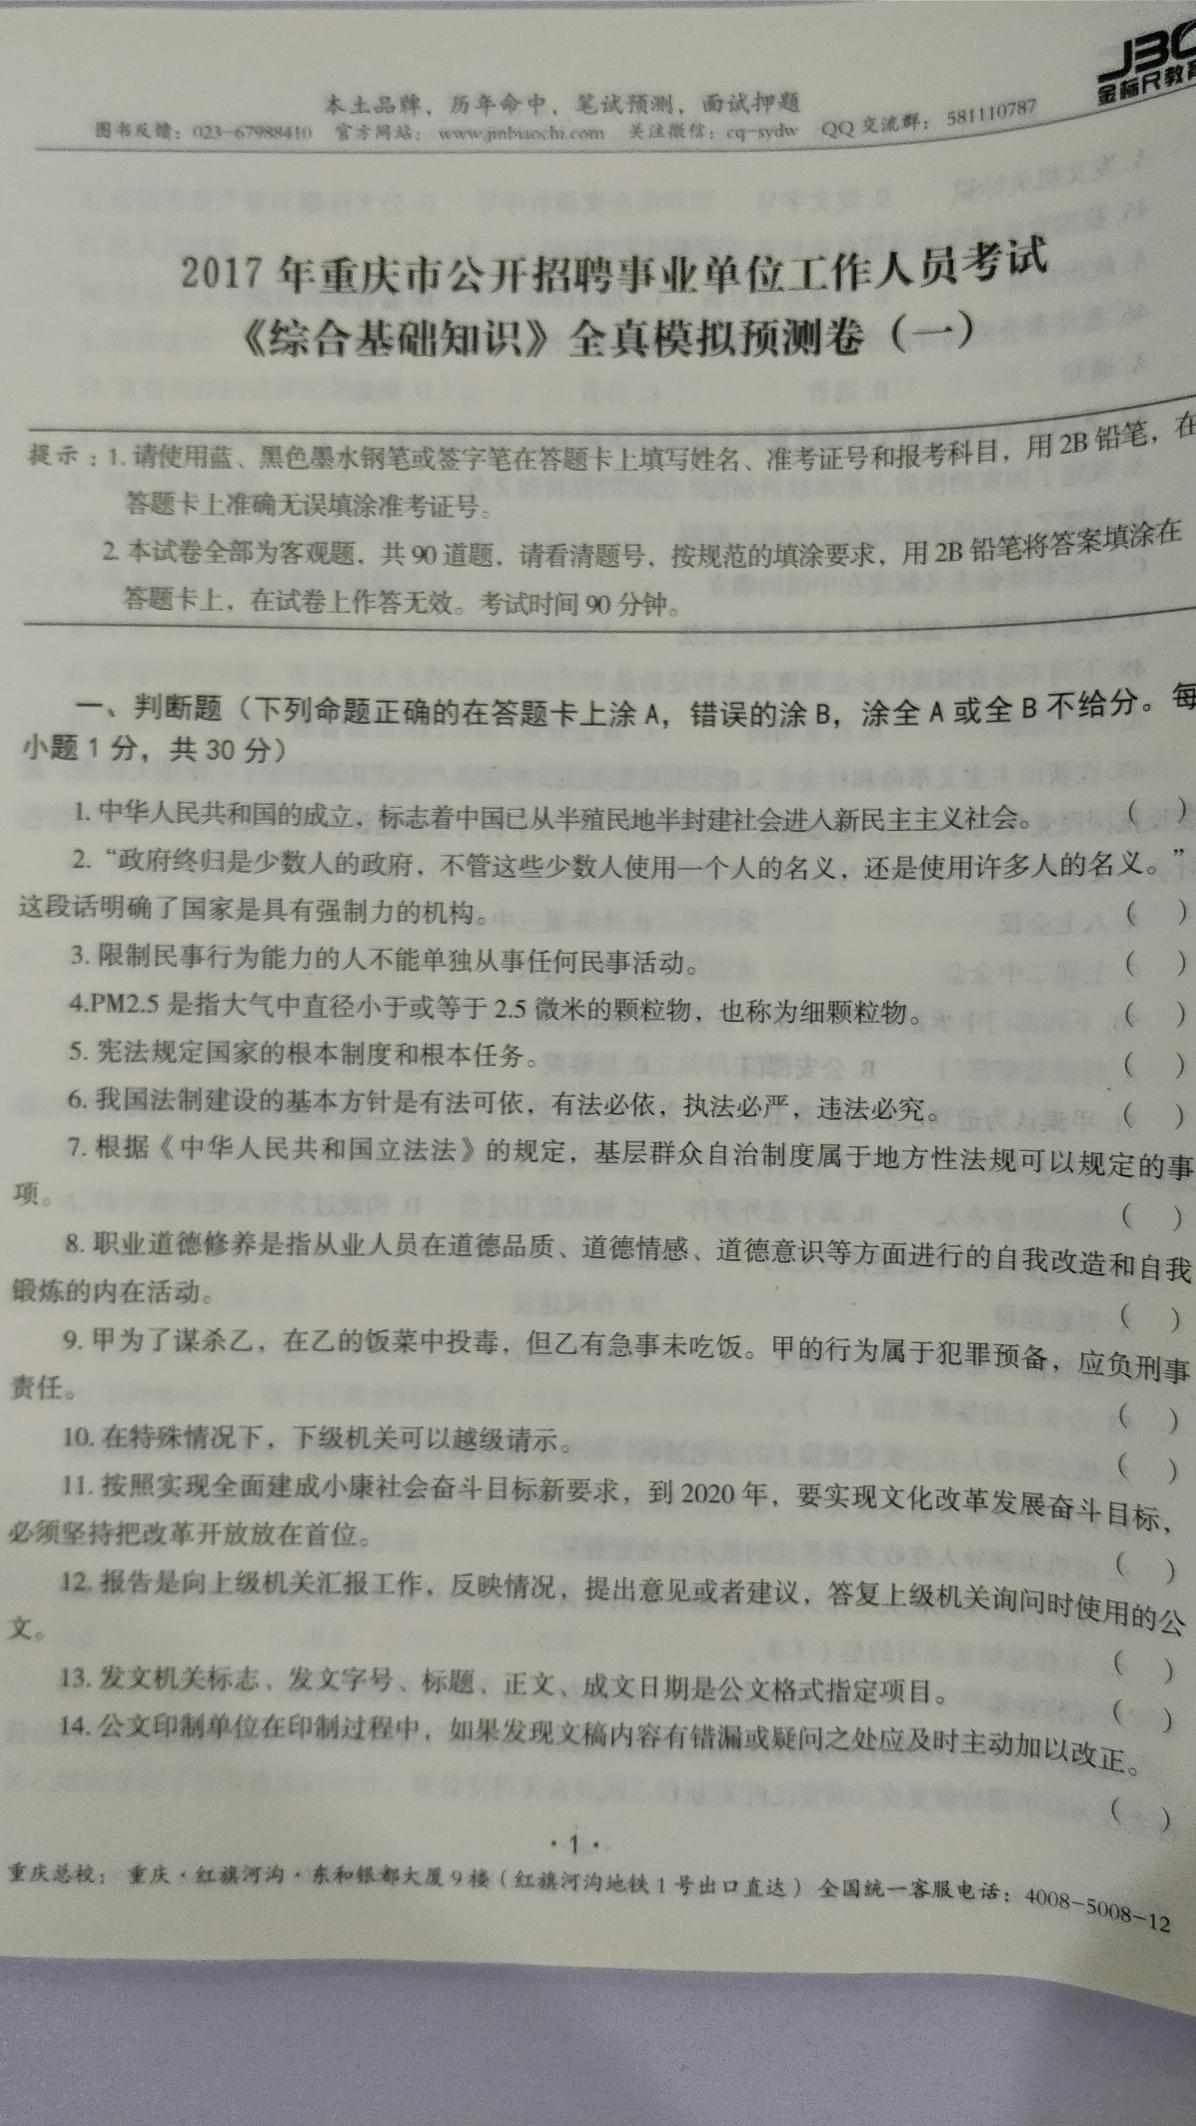 JBC
金标尺教育
本土品牌，历年命中，笔试预测，面试押题
图书反馈：023-67988410 官方网站：www.jinbiaochi.com 关注微信：cq-sydw QQ交流群：581110787
2017年重庆市公开招聘事业单位工作人员考试
《综合基础知识》全真模拟预测卷（一）
提示：1. 请使用蓝、黑色墨水钢笔或签字笔在答题卡上填写姓名、准考证号和报考科目，用2B铅笔，在
答题卡上准确无误填涂准考证号。
2. 本试卷全部为客观题，共90道题，请看清题号，按规范的填涂要求，用2B铅笔将答案填涂在
答题卡上，在试卷上作答无效。考试时间90分钟。
一、判断题（下列命题正确的在答题卡上涂A，错误的涂B，涂全A或全B不给分。每
小题1分，共30分）
1. 中华人民共和国的成立，标志着中国已从半殖民地半封建社会进入新民主主义社会。（ ）
2. “政府终归是少数人的政府，不管这些少数人使用一个人的名义，还是使用许多人的名义。”
这段话明确了国家是具有强制力的机构。（ ）
3. 限制民事行为能力的人不能单独从事任何民事活动。（ ）
4.PM2.5是指大气中直径小于或等于2.5微米的颗粒物，也称为细颗粒物。（ ）
5. 宪法规定国家的根本制度和根本任务。（ ）
6. 我国法制建设的基本方针是有法可依，有法必依，执法必严，违法必究。（ ）
7. 根据《中华人民共和国立法法》的规定，基层群众自治制度属于地方性法规可以规定的事
项。（ ）
8. 职业道德修养是指从业人员在道德品质、道德情感、道德意识等方面进行的自我改造和自我
锻炼的内在活动。（ ）
9. 甲为了谋杀乙，在乙的饭菜中投毒，但乙有急事未吃饭。甲的行为属于犯罪预备，应负刑事
责任。（ ）
10. 在特殊情况下，下级机关可以越级请示。（ ）
11. 按照实现全面建成小康社会奋斗目标新要求，到2020年，要实现文化改革发展奋斗目标，
必须坚持把改革开放放在首位。（ ）
12. 报告是向上级机关汇报工作，反映情况，提出意见或者建议，答复上级机关询问时使用的公
文。（ ）
13. 发文机关标志、发文字号、标题、正文、成文日期是公文格式指定项目。（ ）
14. 公文印制单位在印制过程中，如果发现文稿内容有错漏或疑问之处应及时主动加以改正。
（ ）
·1·
重庆总校：重庆·红旗河沟·东和银都大厦9楼（红旗河沟地铁1号出口直达）全国统一客服电话：4008-5008-12